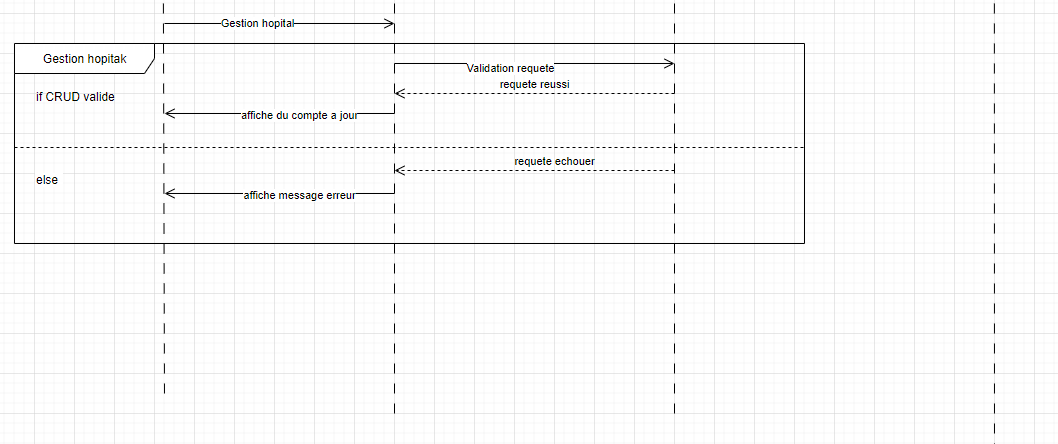 Gestion hopital
Gestion hopitak
Validation requete
requete reussi
if CRUD valide
affiche du compte a jour
requete echouer
else
affiche message erreur